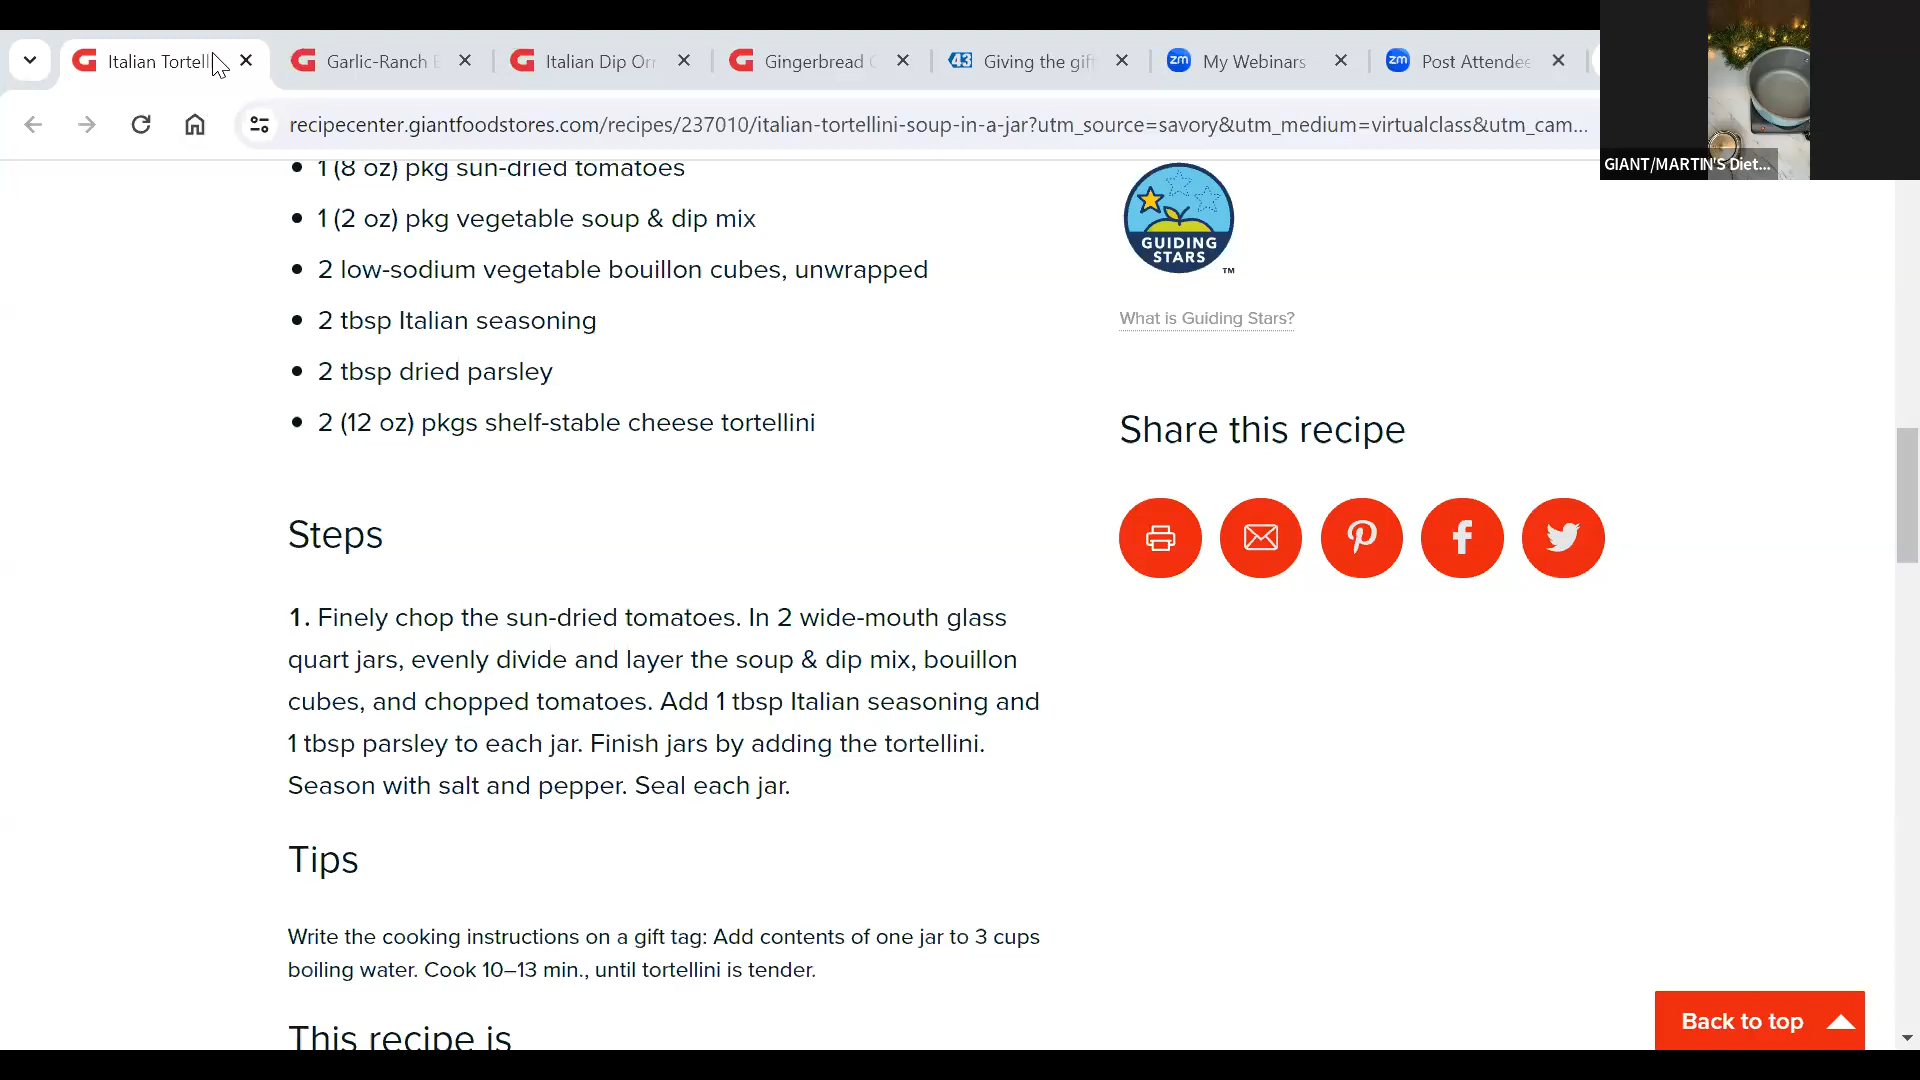 Italian Tortell
Garlic-Ranch
Italian Dip Or
Gingerbread
Giving the gif
zm
My Webinars
zm
Post Attendee
recipecenter.giantfoodstores.com/recipes/237010/italian-tortellini-soup-in-a-jar?utm_source=savory&utm_medium=virtualclass&utm_cam...
GIANT/MARTIN'S Diet...
• 1 (8 oz) pkg sun-dried tomatoes
• 1 (2 oz) pkg vegetable soup & dip mix
• 2 low-sodium vegetable bouillon cubes, unwrapped
• 2 tbsp Italian seasoning
• 2 tbsp dried parsley
• 2 (12 oz) pkgs shelf-stable cheese tortellini
GUIDING
STARS
™
What is Guiding Stars?
Share this recipe
Steps
1. Finely chop the sun-dried tomatoes. In 2 wide-mouth glass
quart jars, evenly divide and layer the soup & dip mix, bouillon
cubes, and chopped tomatoes. Add 1 tbsp Italian seasoning and
1 tbsp parsley to each jar. Finish jars by adding the tortellini.
Season with salt and pepper. Seal each jar.
Tips
Write the cooking instructions on a gift tag: Add contents of one jar to 3 cups
boiling water. Cook 10–13 min., until tortellini is tender.
This recipe is
Back to top